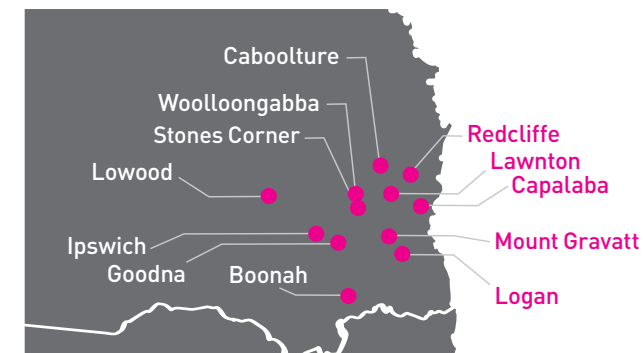 Caboolture
Woolloongabba
Stones Corner
Redcliffe
Lawnton
Capalaba
Lowood
Ipswich
Goodna
Boonah
Mount Gravatt
Logan